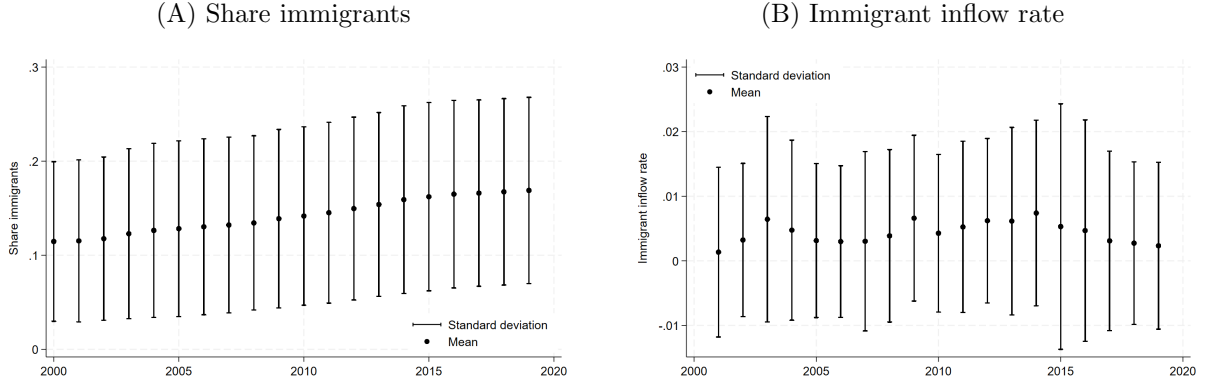 (A) Share immigrants
.3
.2
.1
0
Share immigrants
2000
2005
2010
2015
2020
Standard deviation
Mean
(B) Immigrant inflow rate
.03
.02
.01
0
-.01
Immigrant inflow rate
2000
2005
2010
2015
2020
Standard deviation
Mean